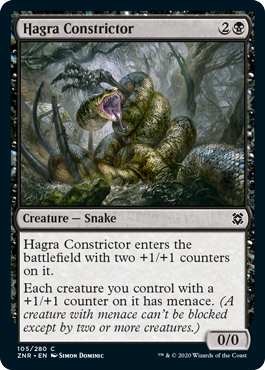 Hagra Constrictor 2
Creature — Snake
Hagra Constrictor enters the
battlefield with two +1/+1 counters
on it.
Each creature you control with a
+1/+1 counter on it has menace. (A
creature with menace can't be blocked
except by two or more creatures.)
0/0
105/280 C
ZNR • EN SIMON DOMINIC
™ & © 2020 Wizards of the Coast